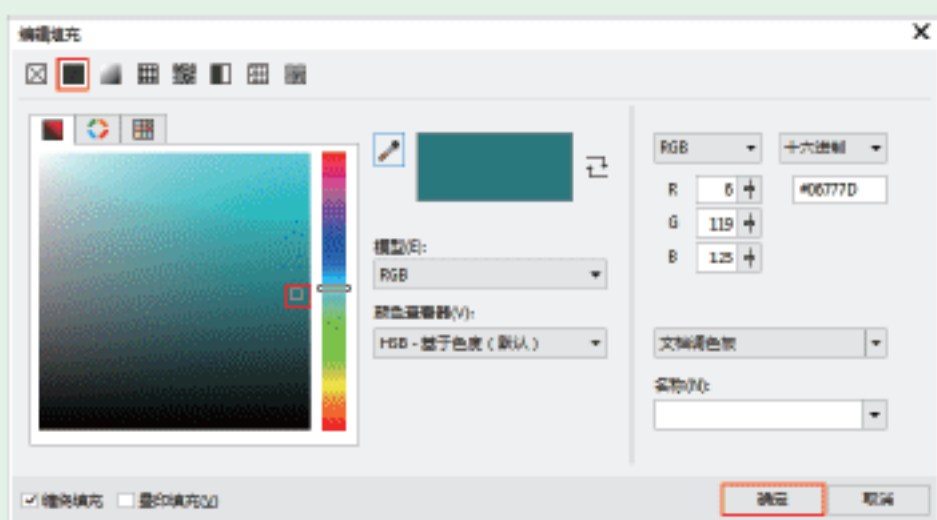 编辑填充
RGB
十六进制
R 6
#06777D
G 119
B 125
模型(E):
RGB
颜色查看器(V):
HSB - 基于色度(默认)
文档调色板
名称(N):
缠绕填充
叠印填充(V)
确定
取消